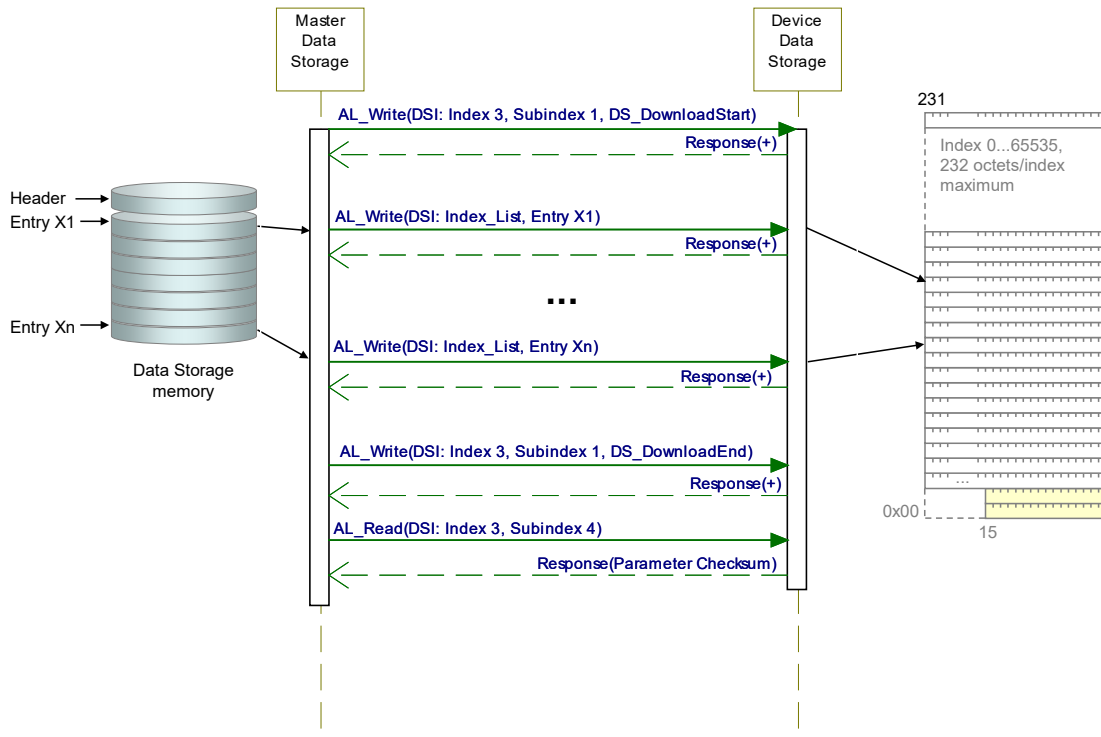 Master
Data
Storage
Device
Data
Storage
231
AL_Write(DSI: Index 3, Subindex 1, DS_DownloadStart)
Response(+)
Index 0...65535,
232 octets/index
maximum
Header
Entry X1
AL_Write(DSI: Index_List, Entry X1)
Response(+)
...
Entry Xn
AL_Write(DSI: Index_List, Entry Xn)
Response(+)
Data Storage
memory
AL_Write(DSI: Index 3, Subindex 1, DS_DownloadEnd)
Response(+)
...
0x00
15
AL_Read(DSI: Index 3, Subindex 4)
Response(Parameter Checksum)